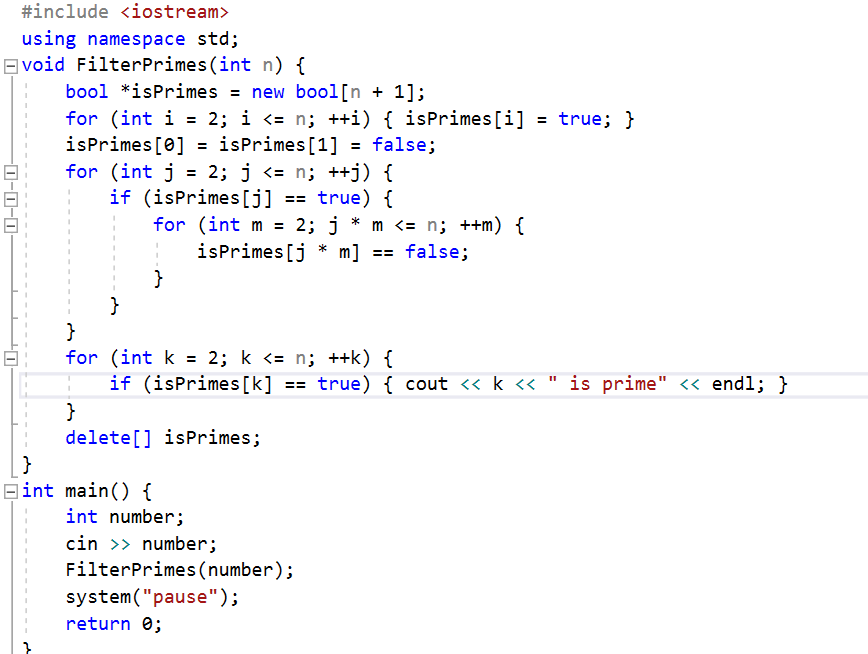 #include <iostream>
using namespace std;
void FilterPrimes(int n) {
    bool *isPrimes = new bool[n + 1];
    for (int i = 2; i <= n; ++i) { isPrimes[i] = true; }
    isPrimes[0] = isPrimes[1] = false;
    for (int j = 2; j <= n; ++j) {
        if (isPrimes[j] == true) {
            for (int m = 2; j * m <= n; ++m) {
                isPrimes[j * m] == false;
            }
        }
    }
    for (int k = 2; k <= n; ++k) {
        if (isPrimes[k] == true) { cout << k << " is prime" << endl; }
    }
    delete[] isPrimes;
}
int main() {
    int number;
    cin >> number;
    FilterPrimes(number);
    system("pause");
    return 0;
}